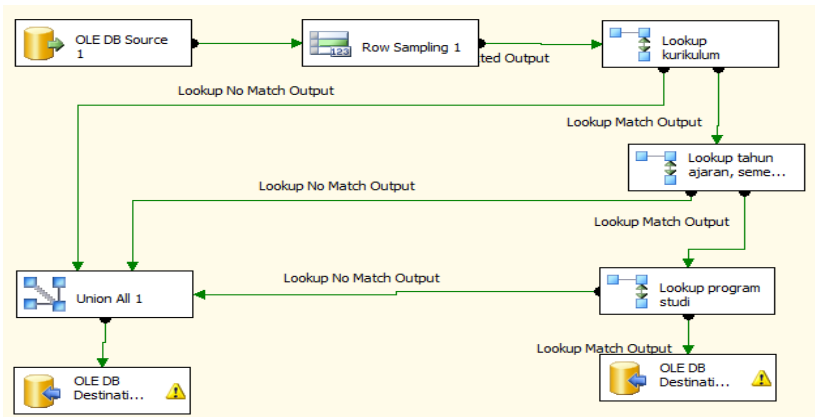 OLE DB Source
1
Row Sampling 1
123
ted Output
Lookup
kurikulum
Lookup No Match Output
Lookup Match Output
Lookup tahun
ajaran, seme...
Lookup No Match Output
Lookup Match Output
Union All 1
Lookup No Match Output
Lookup program
studi
Lookup Match Output
OLE DB
Destinati...
OLE DB
Destinati...